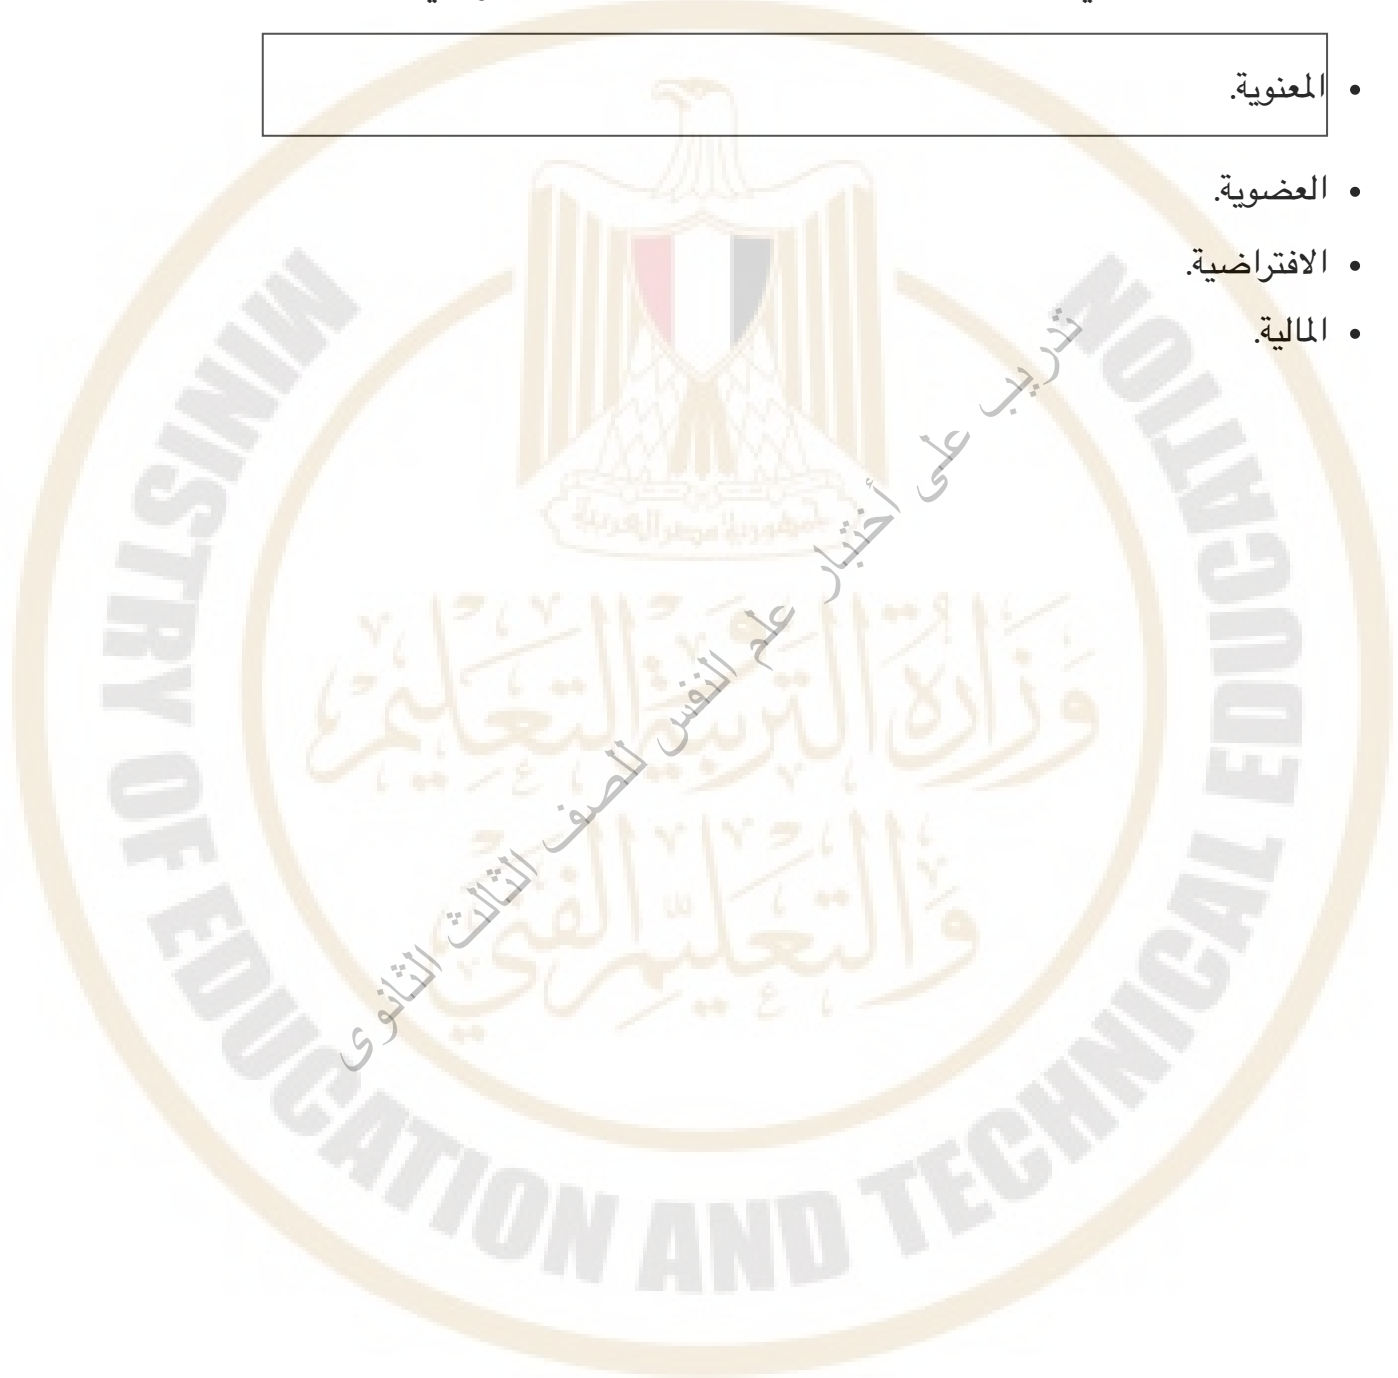 المعنوية.
العضوية.
الافتراضية.
المالية.
تدريب على أختبار علم النفس للصف الثالث الثانوى
جمهورية مصر العربية
وزارة التربية والتعليم
والتعليم الفني
MINISTRY OF EDUCATION AND TECHNICAL EDUCATION